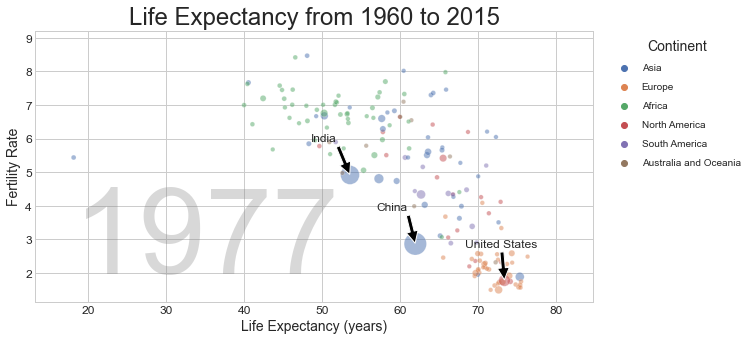 Life Expectancy from 1960 to 2015
Fertility Rate
9
8
7
6
5
4
3
2
1977
India
China
United States
20
30
40
50
60
70
80
Life Expectancy (years)
Continent
Asia
Europe
Africa
North America
South America
Australia and Oceania